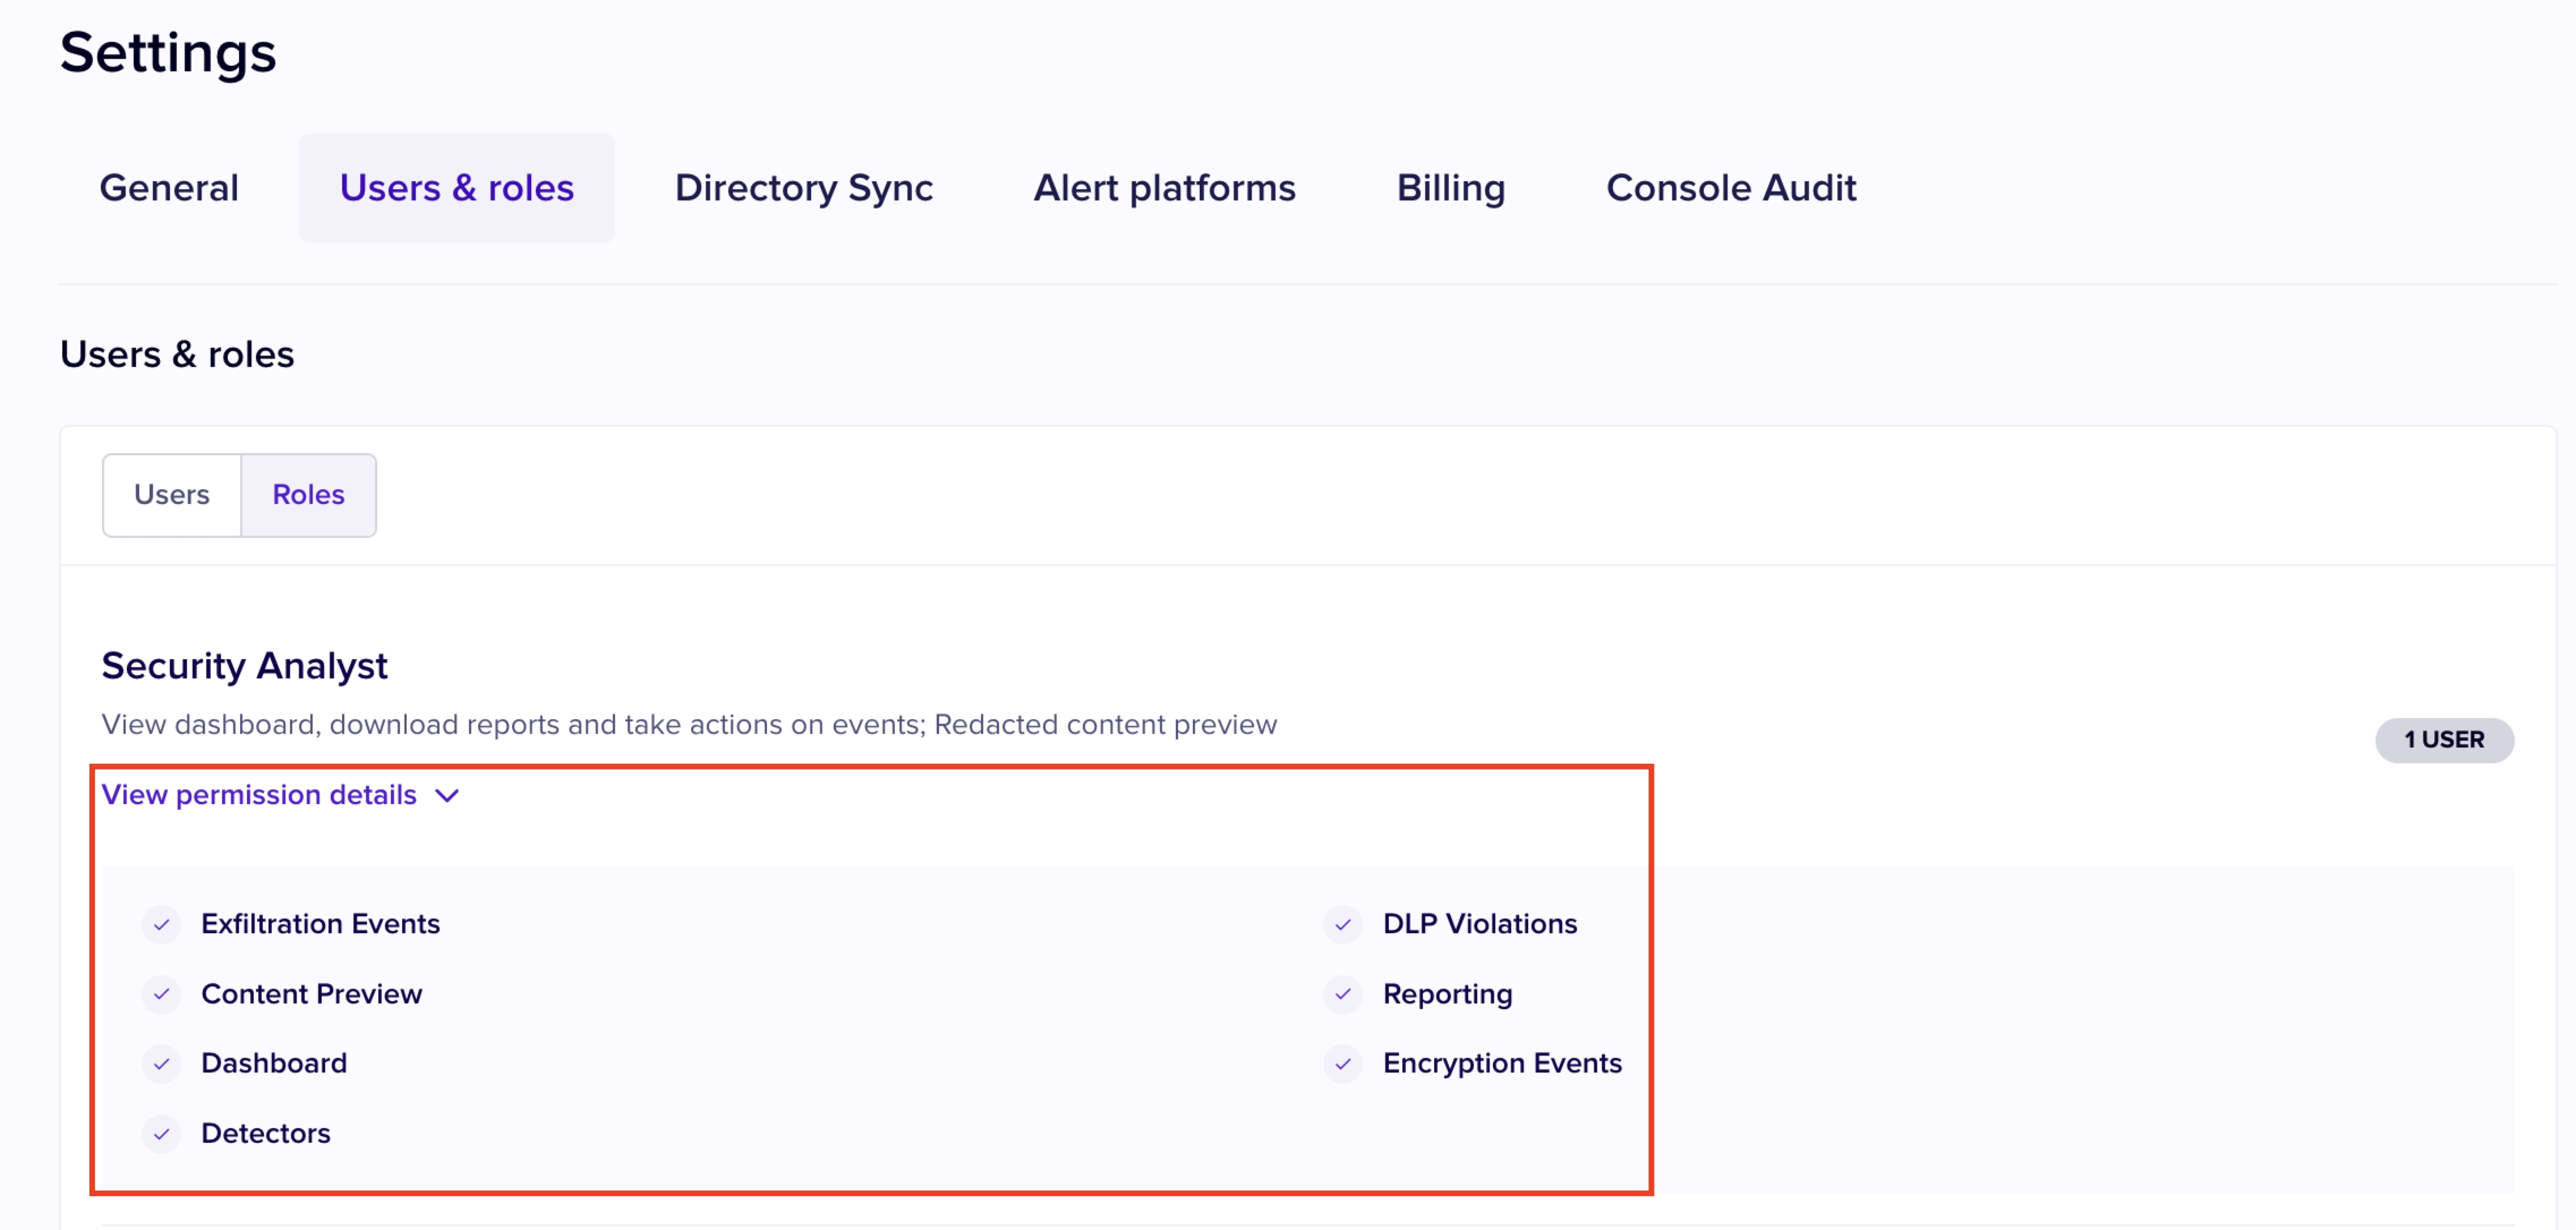 Settings
General Users & roles Directory Sync Alert platforms Billing Console Audit
Users & roles
Users Roles
Security Analyst
View dashboard, download reports and take actions on events; Redacted content preview
1 USER
View permission details
Exfiltration Events DLP Violations
Content Preview Reporting
Dashboard Encryption Events
Detectors